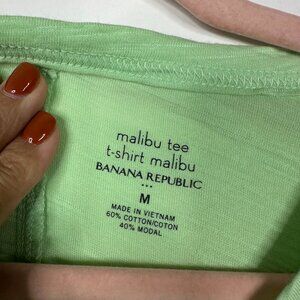 malibu tee
t-shirt malibu
BANANA REPUBLIC
M
MADE IN VIETNAM
60% COTTON/COTON
40% MODAL